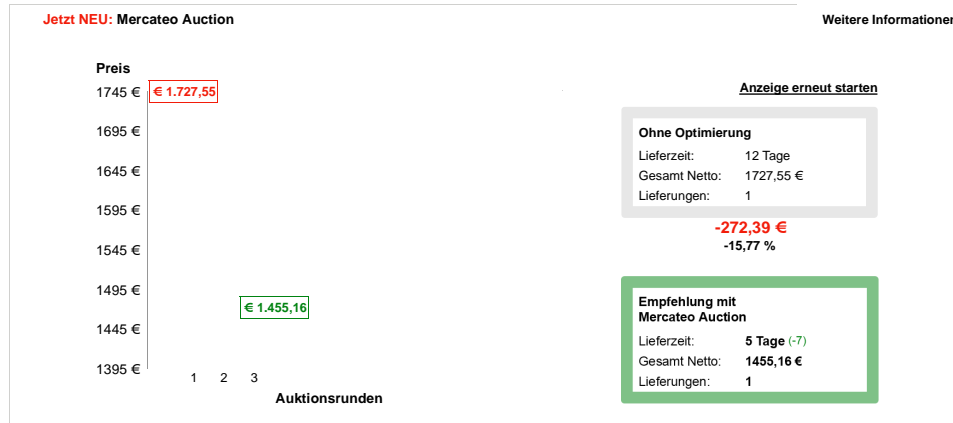 Jetzt NEU: Mercateo Auction
Weitere Informationen
Preis
1745 €
€ 1.727,55
1695 €
1645 €
1595 €
1545 €
1495 €
€ 1.455,16
1445 €
1395 €
1 2 3
Auktionsrunden
Anzeige erneut starten
Ohne Optimierung
Lieferzeit: 12 Tage
Gesamt Netto: 1727,55 €
Lieferungen: 1
-272,39 €
-15,77 %
Empfehlung mit
Mercateo Auction
Lieferzeit: 5 Tage (-7)
Gesamt Netto: 1455,16 €
Lieferungen: 1